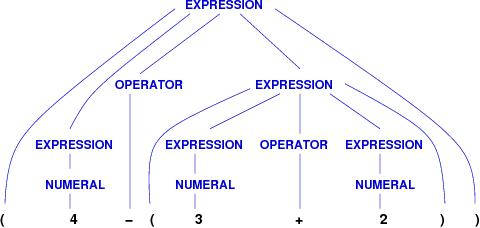 EXPRESSION
OPERATOR EXPRESSION
EXPRESSION EXPRESSION OPERATOR EXPRESSION
NUMERAL NUMERAL NUMERAL
( 4 − ( 3 + 2 ) )